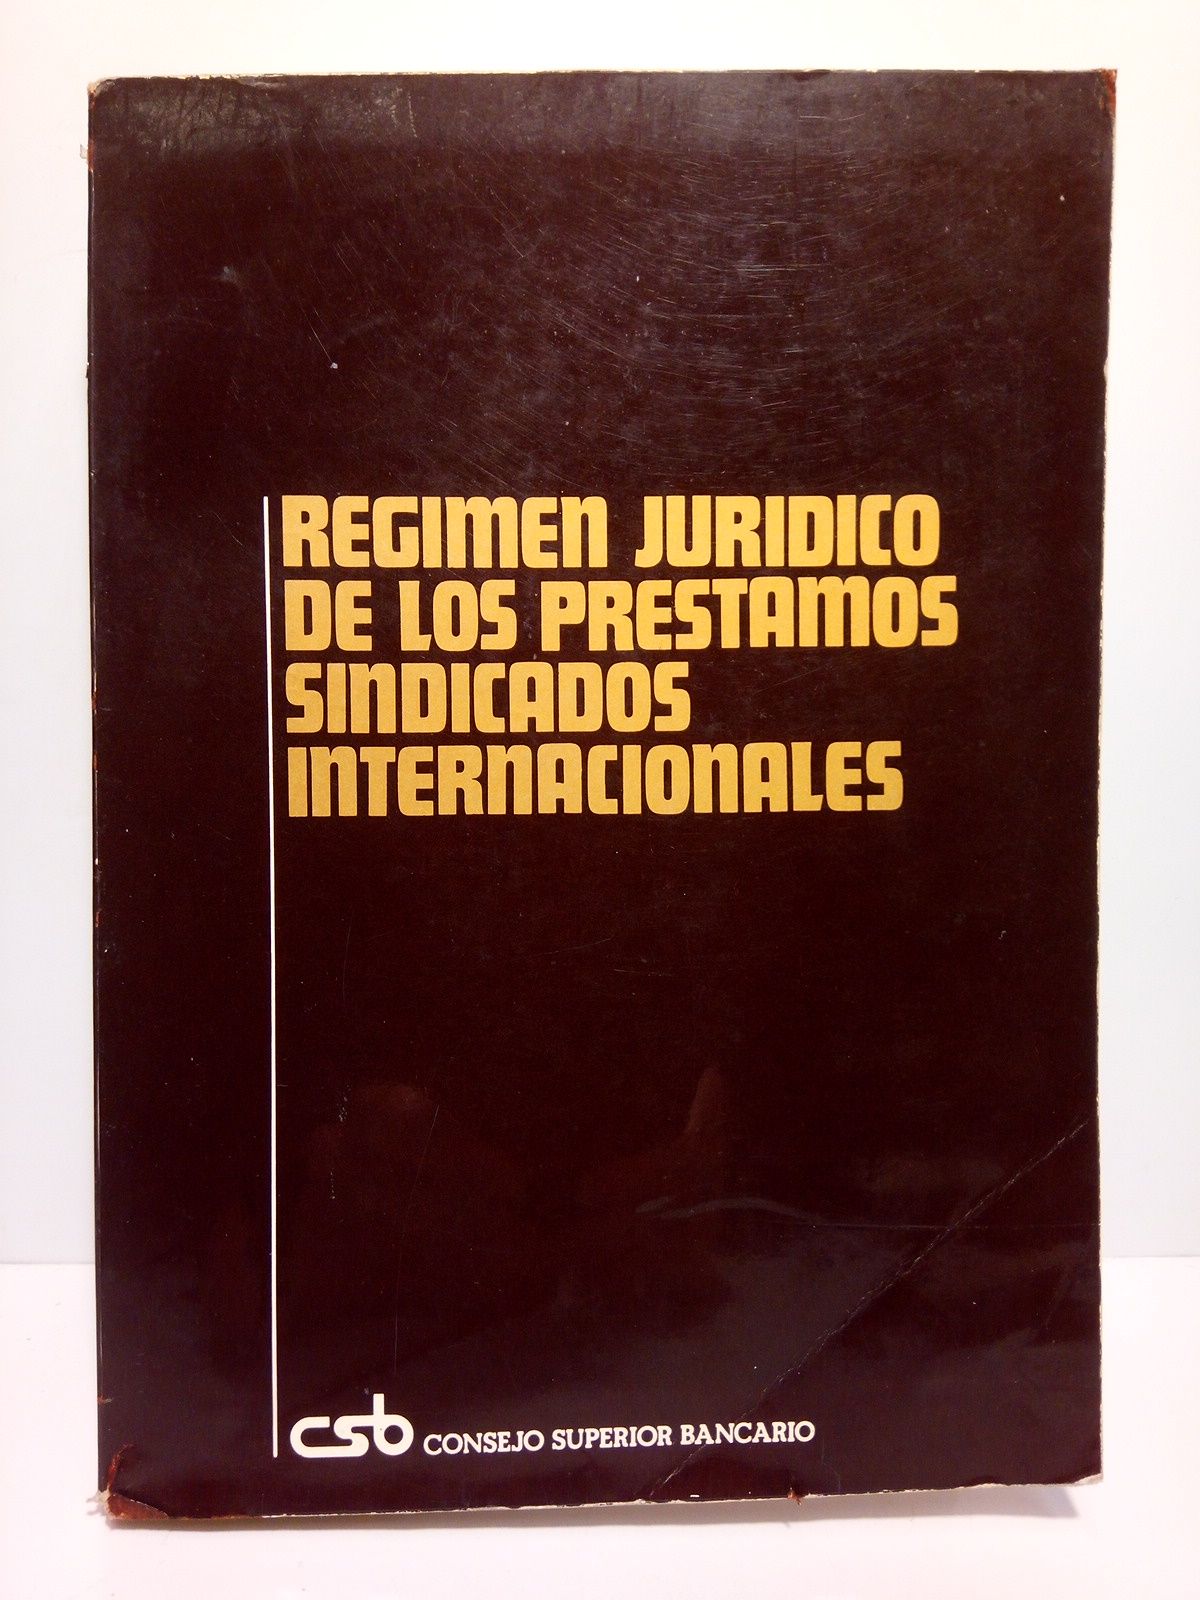 REGIMEN JURIDICO
DE LOS PRESTAMOS
SINDICADOS
INTERNACIONALES
csb CONSEJO SUPERIOR BANCARIO